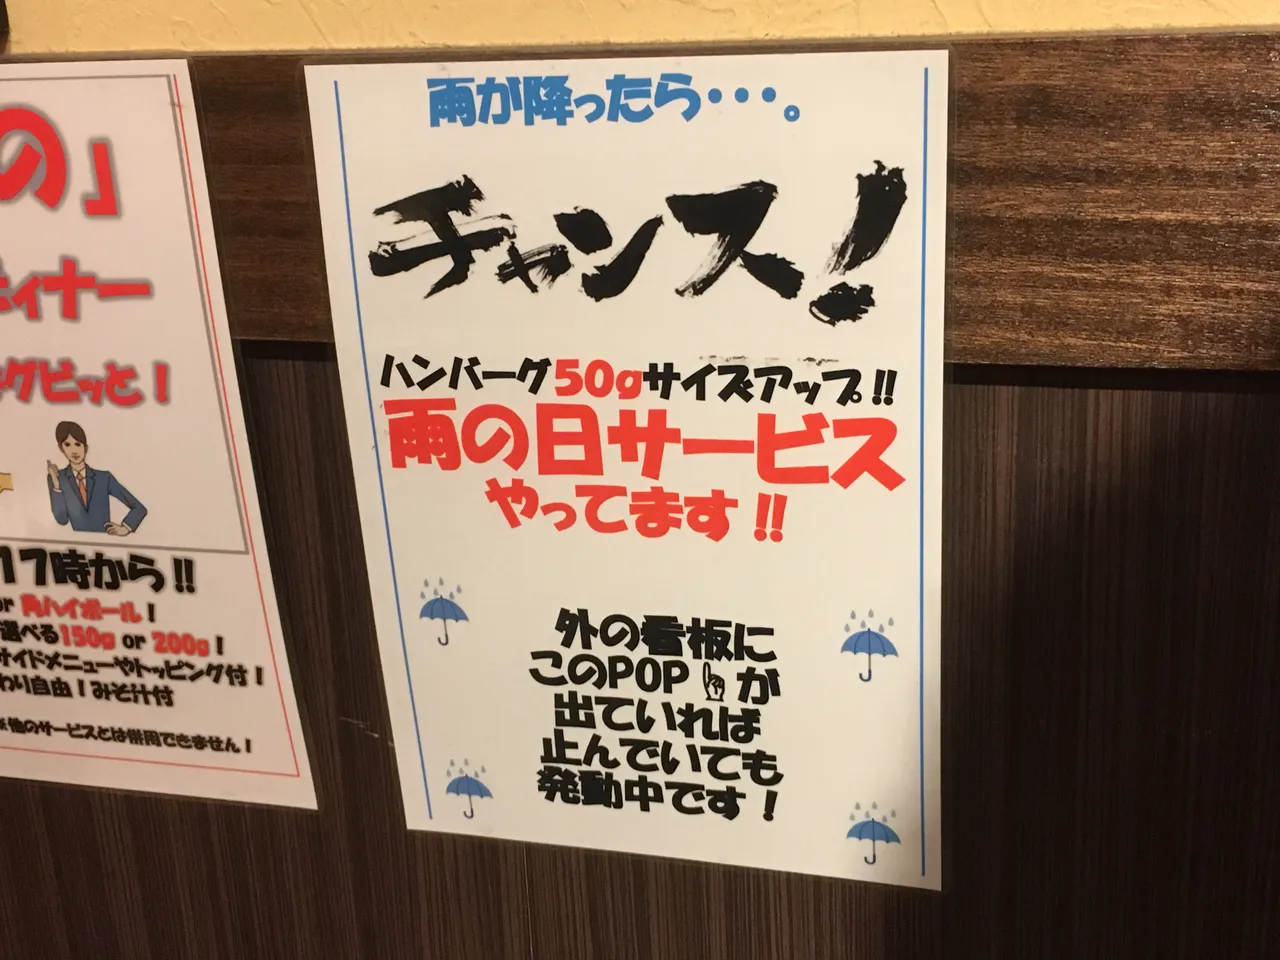 の」
ィナー
グピッと！
17時から!!
or 角ハイボール！
選べる150g or 200g！
サイドメニューやトッピング付！
わり自由！みそ汁付
※他のサービスとは併用できません！
雨が降ったら・・・。
チャンス！
ハンバーグ50gサイズアップ!!
雨の日サービス
やってます!!
外の看板に
このPOP☝が
出ていれば
止んでいても
発動中です！